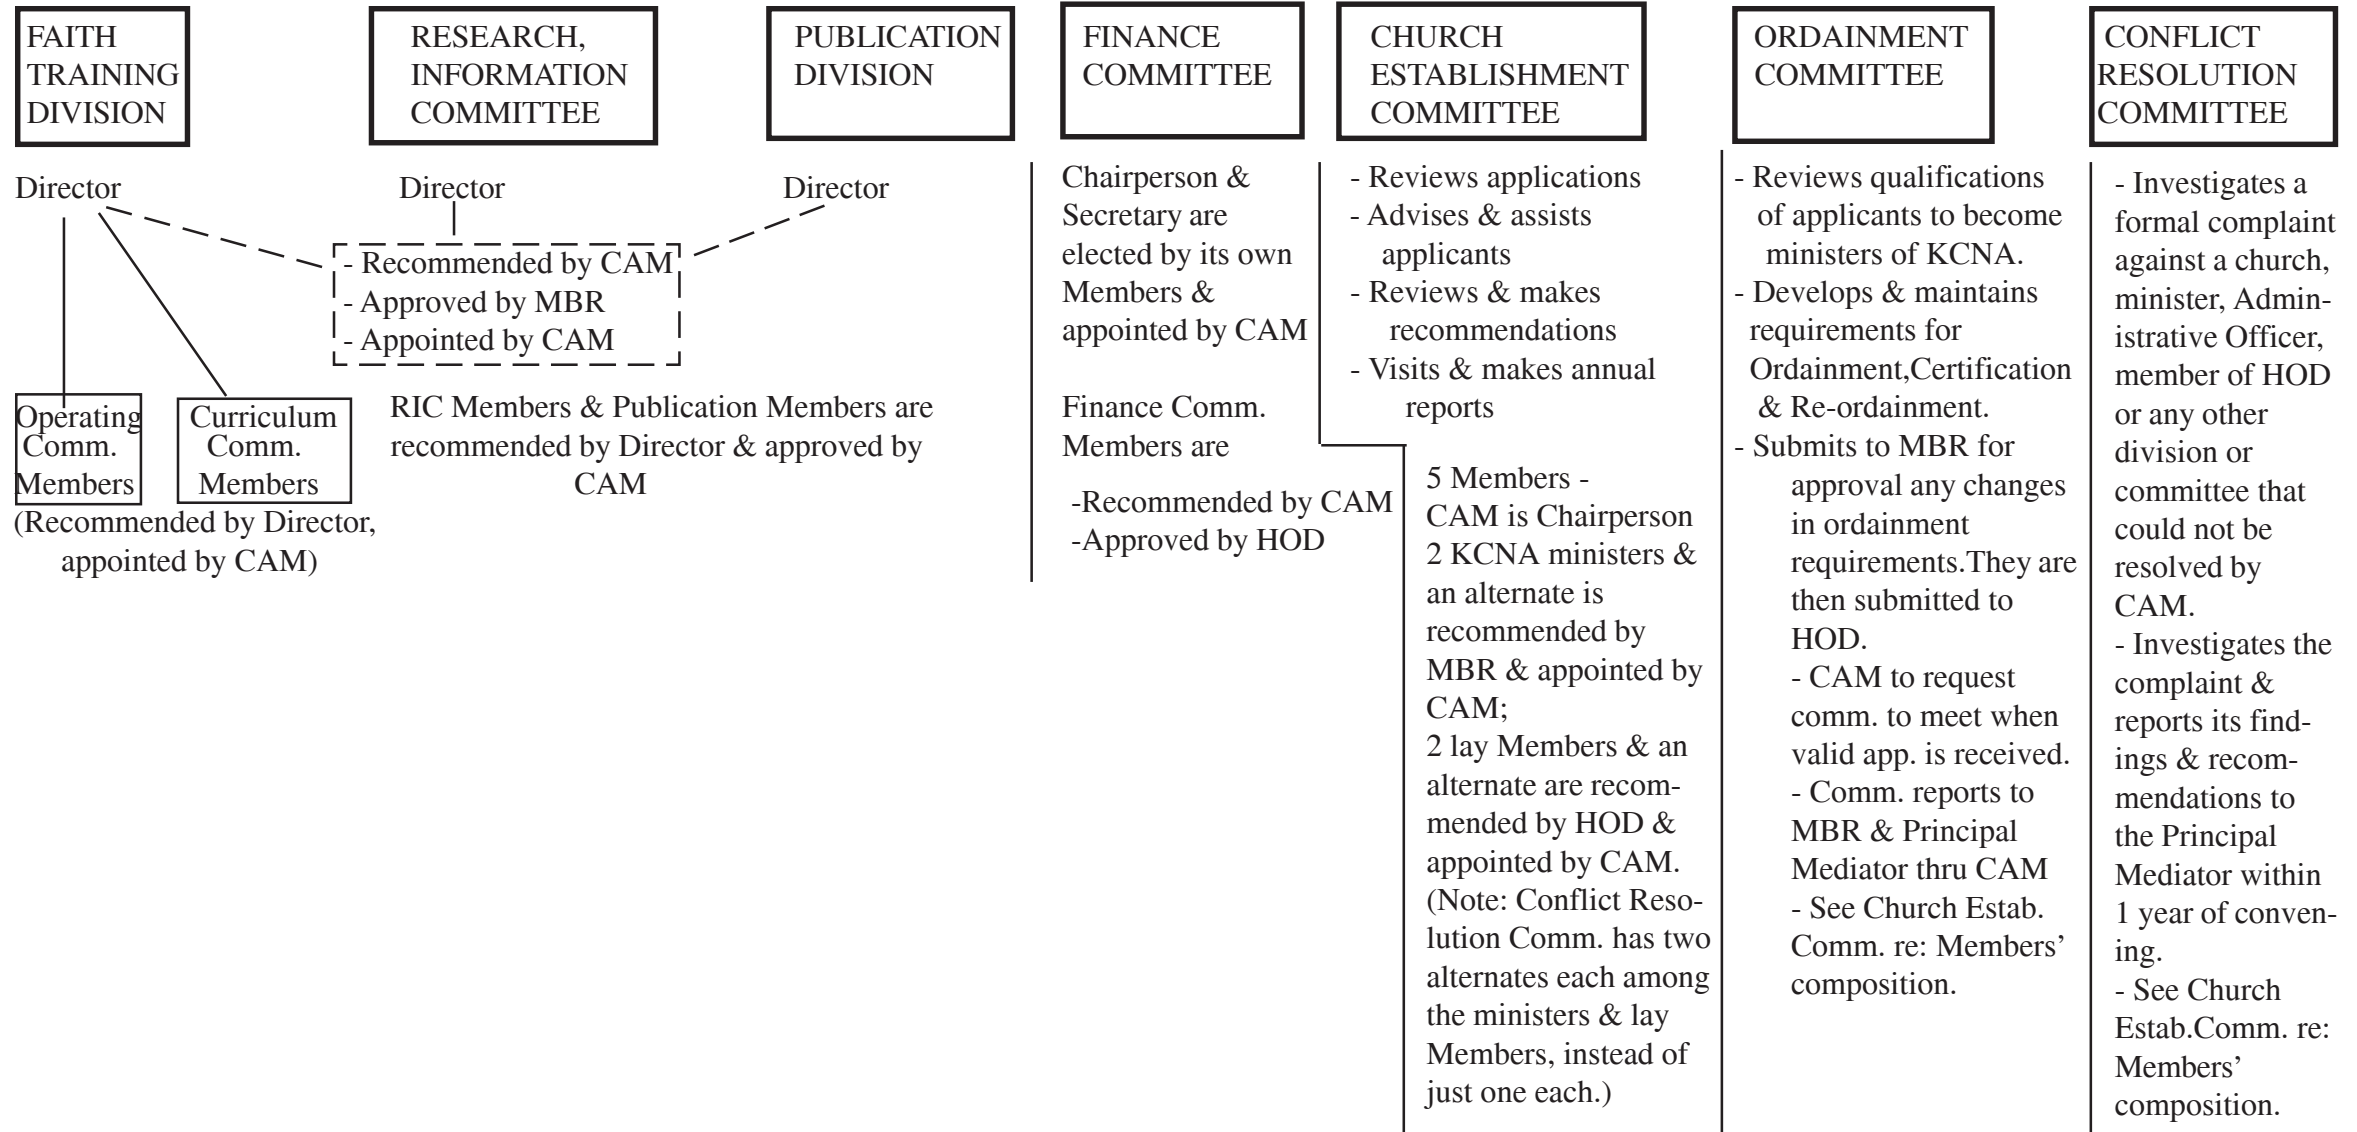 FAITH
TRAINING
DIVISION
Director
Operating
Comm.
Members
Curriculum
Comm.
Members
(Recommended by Director,
appointed by CAM)
RESEARCH,
INFORMATION
COMMITTEE
Director
- Recommended by CAM
- Approved by MBR
- Appointed by CAM
RIC Members & Publication Members are
recommended by Director & approved by
CAM
PUBLICATION
DIVISION
Director
FINANCE
COMMITTEE
Chairperson &
Secretary are
elected by its own
Members &
appointed by CAM
Finance Comm.
Members are
-Recommended by CAM
-Approved by HOD
CHURCH
ESTABLISHMENT
COMMITTEE
- Reviews applications
- Advises & assists
applicants
- Reviews & makes
recommendations
- Visits & makes annual
reports
5 Members -
CAM is Chairperson
2 KCNA ministers &
an alternate is
recommended by
MBR & appointed by
CAM;
2 lay Members & an
alternate are recom-
mended by HOD &
appointed by CAM.
(Note: Conflict Reso-
lution Comm. has two
alternates each among
the ministers & lay
Members, instead of
just one each.)
ORDAINMENT
COMMITTEE
- Reviews qualifications
of applicants to become
ministers of KCNA.
- Develops & maintains
requirements for
Ordainment,Certification
& Re-ordainment.
- Submits to MBR for
approval any changes
in ordainment
requirements.They are
then submitted to
HOD.
- CAM to request
comm. to meet when
valid app. is received.
- Comm. reports to
MBR & Principal
Mediator thru CAM
- See Church Estab.
Comm. re: Members’
composition.
CONFLICT
RESOLUTION
COMMITTEE
- Investigates a
formal complaint
against a church,
minister, Admin-
istrative Officer,
member of HOD
or any other
division or
committee that
could not be
resolved by
CAM.
- Investigates the
complaint &
reports its find-
ings & recom-
mendations to
the Principal
Mediator within
1 year of conven-
ing.
- See Church
Estab.Comm. re:
Members’
composition.